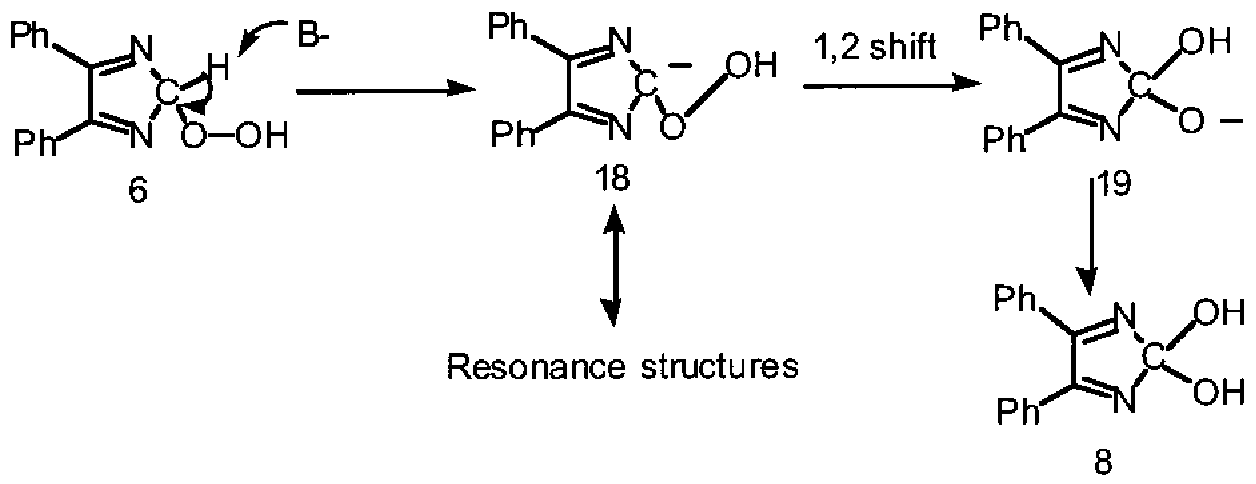 Ph N H B-
C
Ph N O-OH
6
Ph N C – OH
Ph N O
18
1,2 shift
Ph N OH
C
Ph N O –
19
Resonance structures
Ph N OH
C
Ph N OH
8